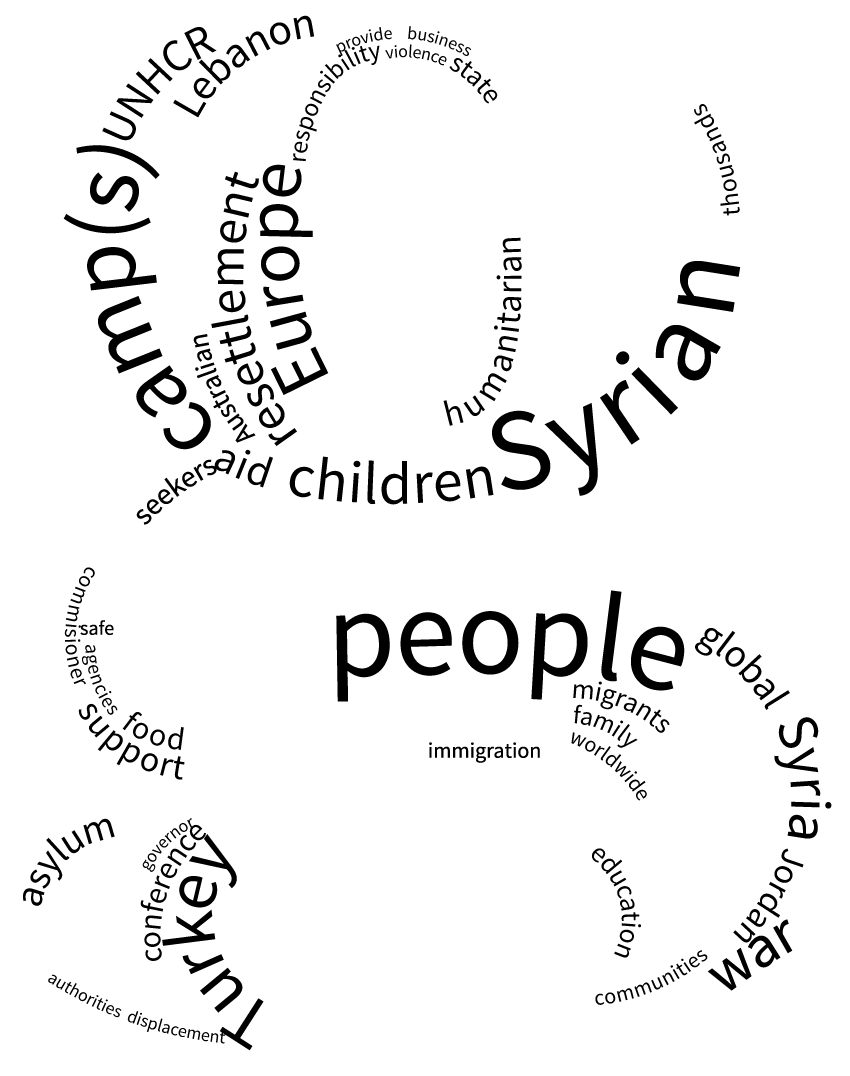 UNHCR
Lebanon
provide
business
responsibility
violence
state
thousands
camp(s)
resettlement
Europe
humanitarian
Australian
Syrian
seekers
aid
children
commisioner
safe
agencies
people
global
migrants
family
worldwide
food
support
immigration
Syria
asylum
governor
conference
Turkey
education
Jordan
war
communities
authorities
displacement